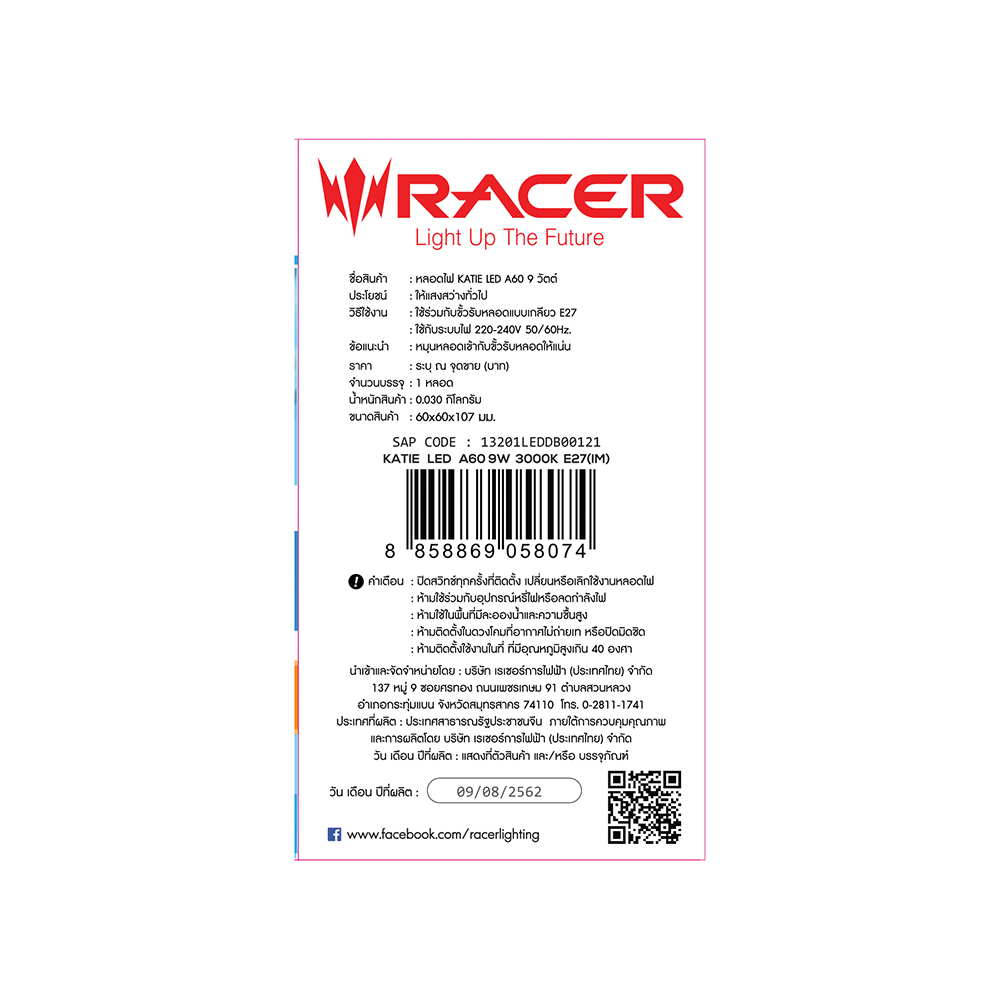 RACER
Light Up The Future
ชื่อสินค้า : หลอดไฟ KATIE LED A60 9 วัตต์
ประโยชน์ : ให้แสงสว่างทั่วไป
วิธีใช้งาน : ใช้ร่วมกับขั้วรับหลอดแบบเกลียว E27
: ใช้กับระบบไฟ 220-240V 50/60Hz.
ข้อแนะนำ : หมุนหลอดเข้ากับขั้วรับหลอดให้แน่น
ราคา : ระบุ ณ จุดขาย (บาท)
จำนวนบรรจุ : 1 หลอด
น้ำหนักสินค้า : 0.030 กิโลกรัม
ขนาดสินค้า : 60x60x107 มม.
SAP CODE : 13201LEDDB00121
KATIE LED A60 9W 3000K E27(IM)
8 858869 058074
คำเตือน : ปิดสวิทช์ทุกครั้งที่ติดตั้ง เปลี่ยนหรือเลิกใช้งานหลอดไฟ
: ห้ามใช้ร่วมกับอุปกรณ์หรี่ไฟหรือลดกำลังไฟ
: ห้ามใช้ในพื้นที่มีละอองน้ำและความชื้นสูง
: ห้ามติดตั้งในดวงโคมที่อากาศไม่ถ่ายเท หรือปิดมิดชิด
: ห้ามติดตั้งใช้งานในที่ ที่มีอุณหภูมิสูงเกิน 40 องศา
นำเข้าและจัดจำหน่ายโดย : บริษัท เรเซอร์การไฟฟ้า (ประเทศไทย) จำกัด
137 หมู่ 9 ซอยศรทอง ถนนเพชรเกษม 91 ตำบลสวนหลวง
อำเภอกระทุ่มแบน จังหวัดสมุทรสาคร 74110 โทร. 0-2811-1741
ประเทศที่ผลิต : ประเทศสาธารณรัฐประชาชนจีน ภายใต้การควบคุมคุณภาพ
และการผลิตโดย บริษัท เรเซอร์การไฟฟ้า (ประเทศไทย) จำกัด
วัน เดือน ปีที่ผลิต : แสดงที่ตัวสินค้า และ/หรือ บรรจุภัณฑ์
วัน เดือน ปีที่ผลิต : 09/08/2562
www.facebook.com/racerlighting